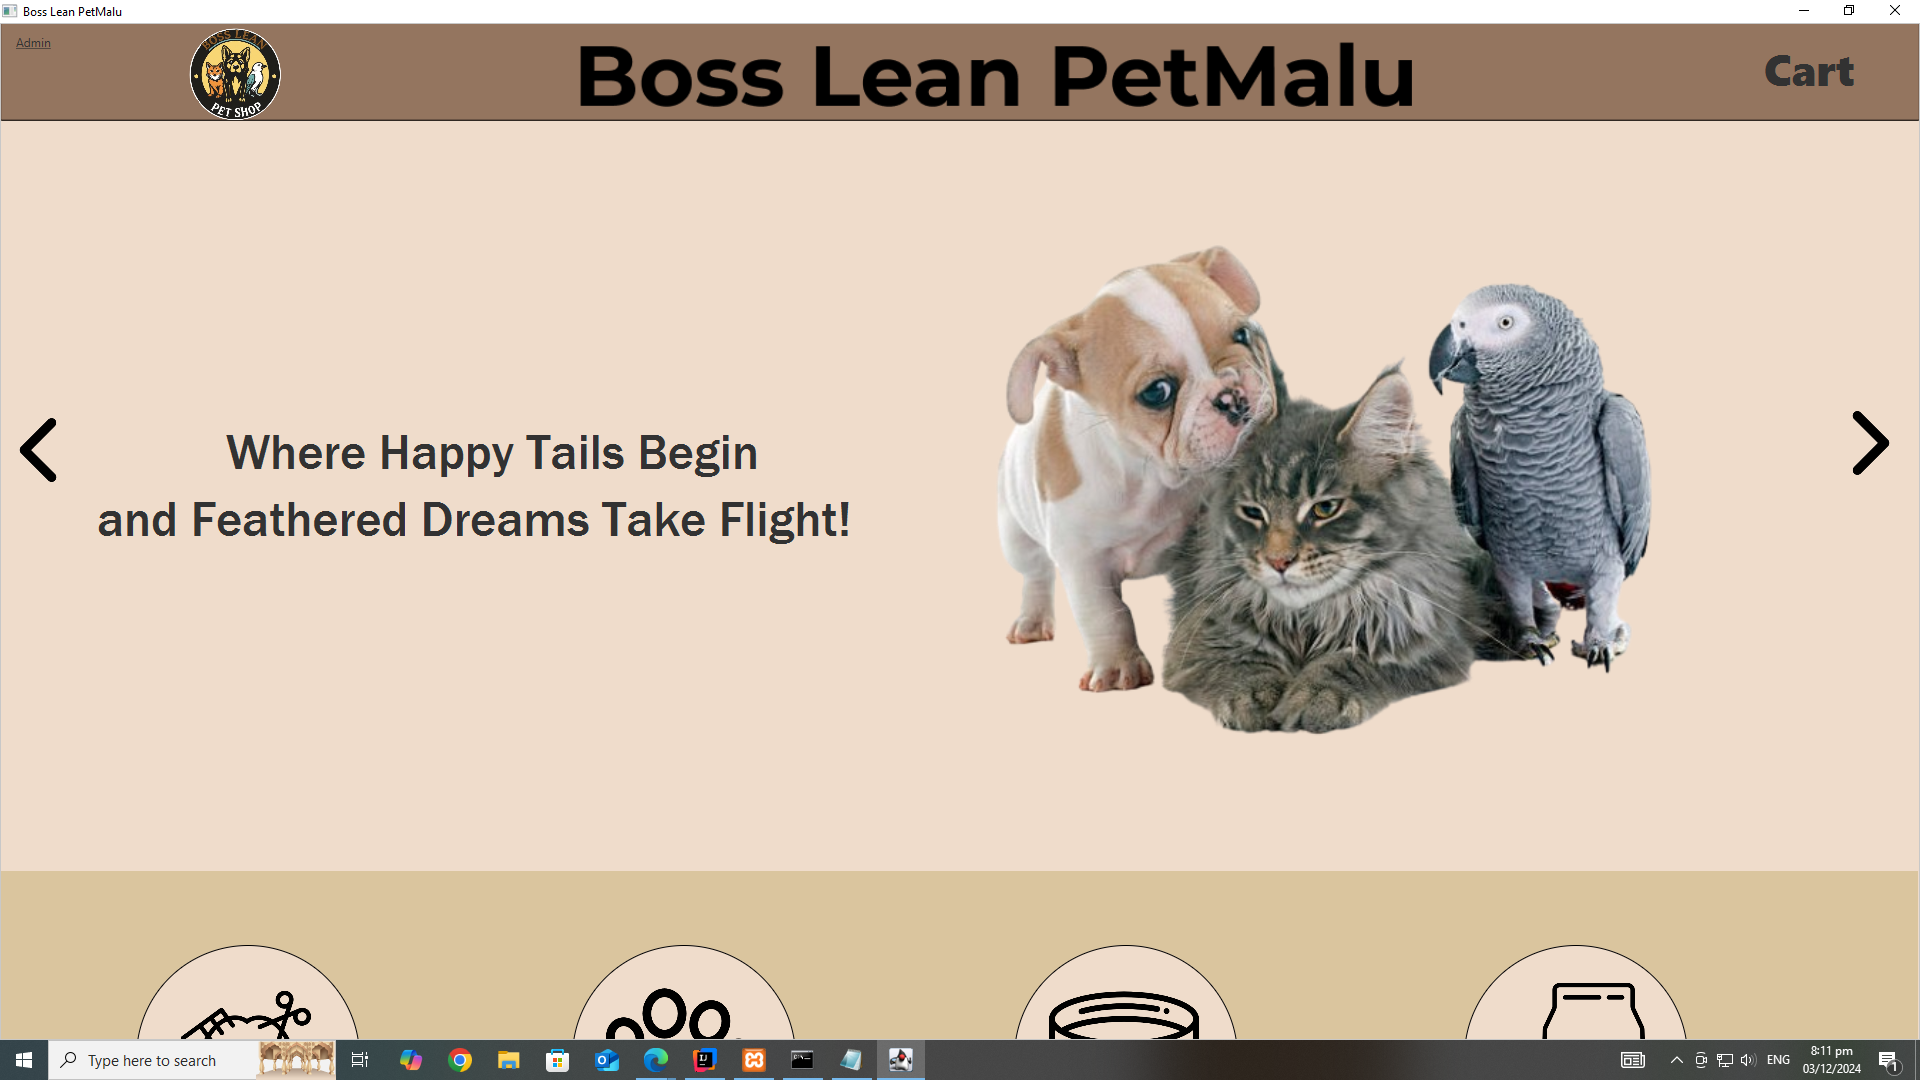 Boss Lean PetMalu
Admin
BOSS LEAN
PET SHOP
Boss Lean PetMalu
Cart
Where Happy Tails Begin
and Feathered Dreams Take Flight!
Type here to search
ENG
8:11 pm
03/12/2024
1